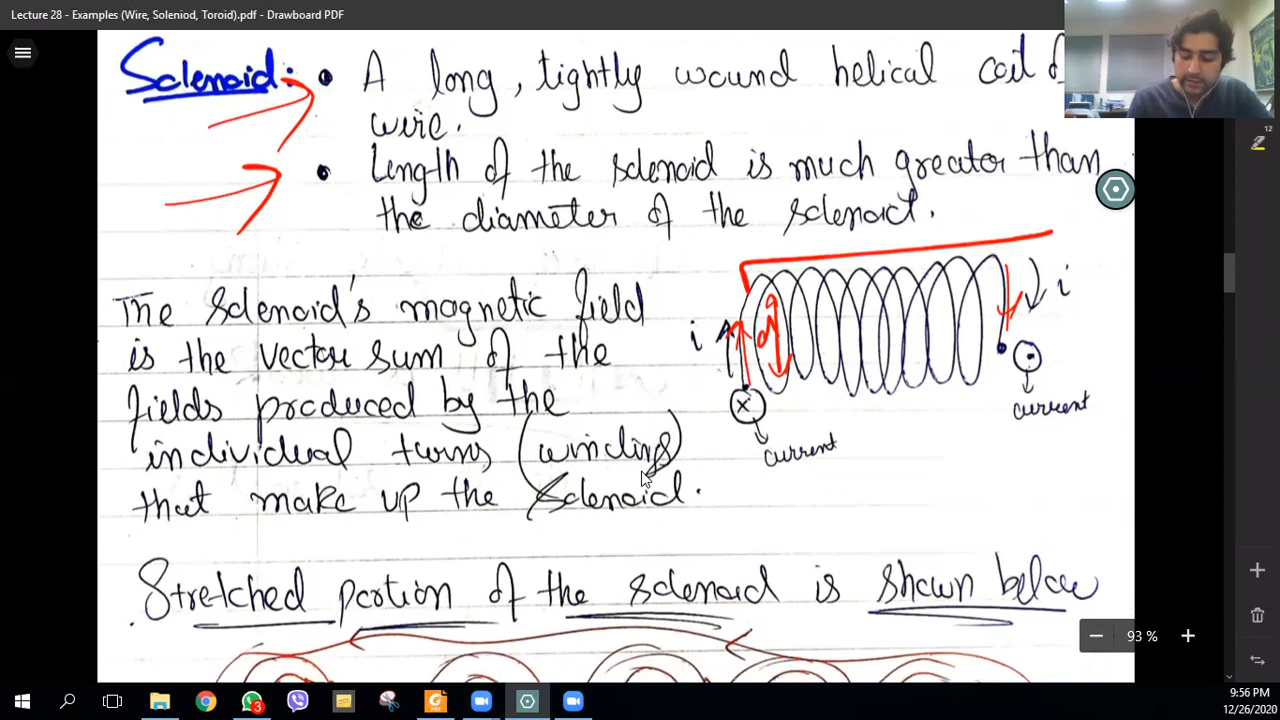 Lecture 28 - Examples (Wire, Soleniod, Toroid).pdf - Drawboard PDF
Solenoid: • A long, tightly wound helical coil of
wire.
• Length of the solenoid is much greater than
the diameter of the solenoid.
The solenoid's magnetic field
is the vector sum of the
fields produced by the
individual turns (windings)
that make up the solenoid.
i
d
i
x
current
current
Stretched portion of the solenoid is shown below
12
93 %
3
9:56 PM
12/26/2020